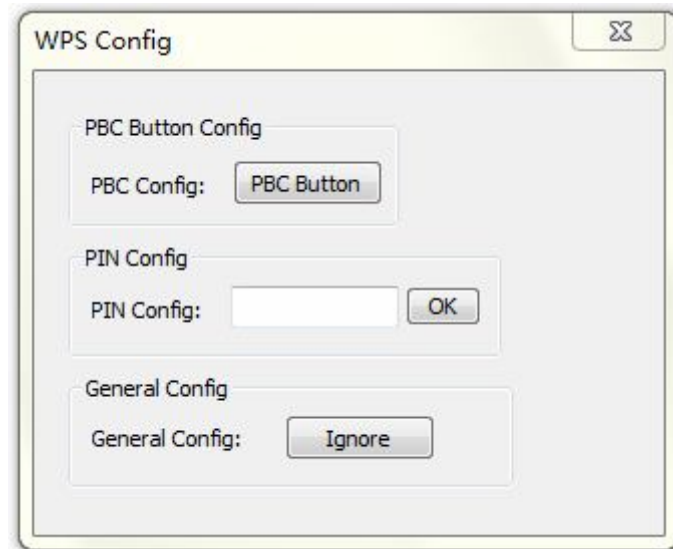 WPS Config
PBC Button Config
PBC Config: PBC Button
PIN Config
PIN Config: OK
General Config
General Config: Ignore